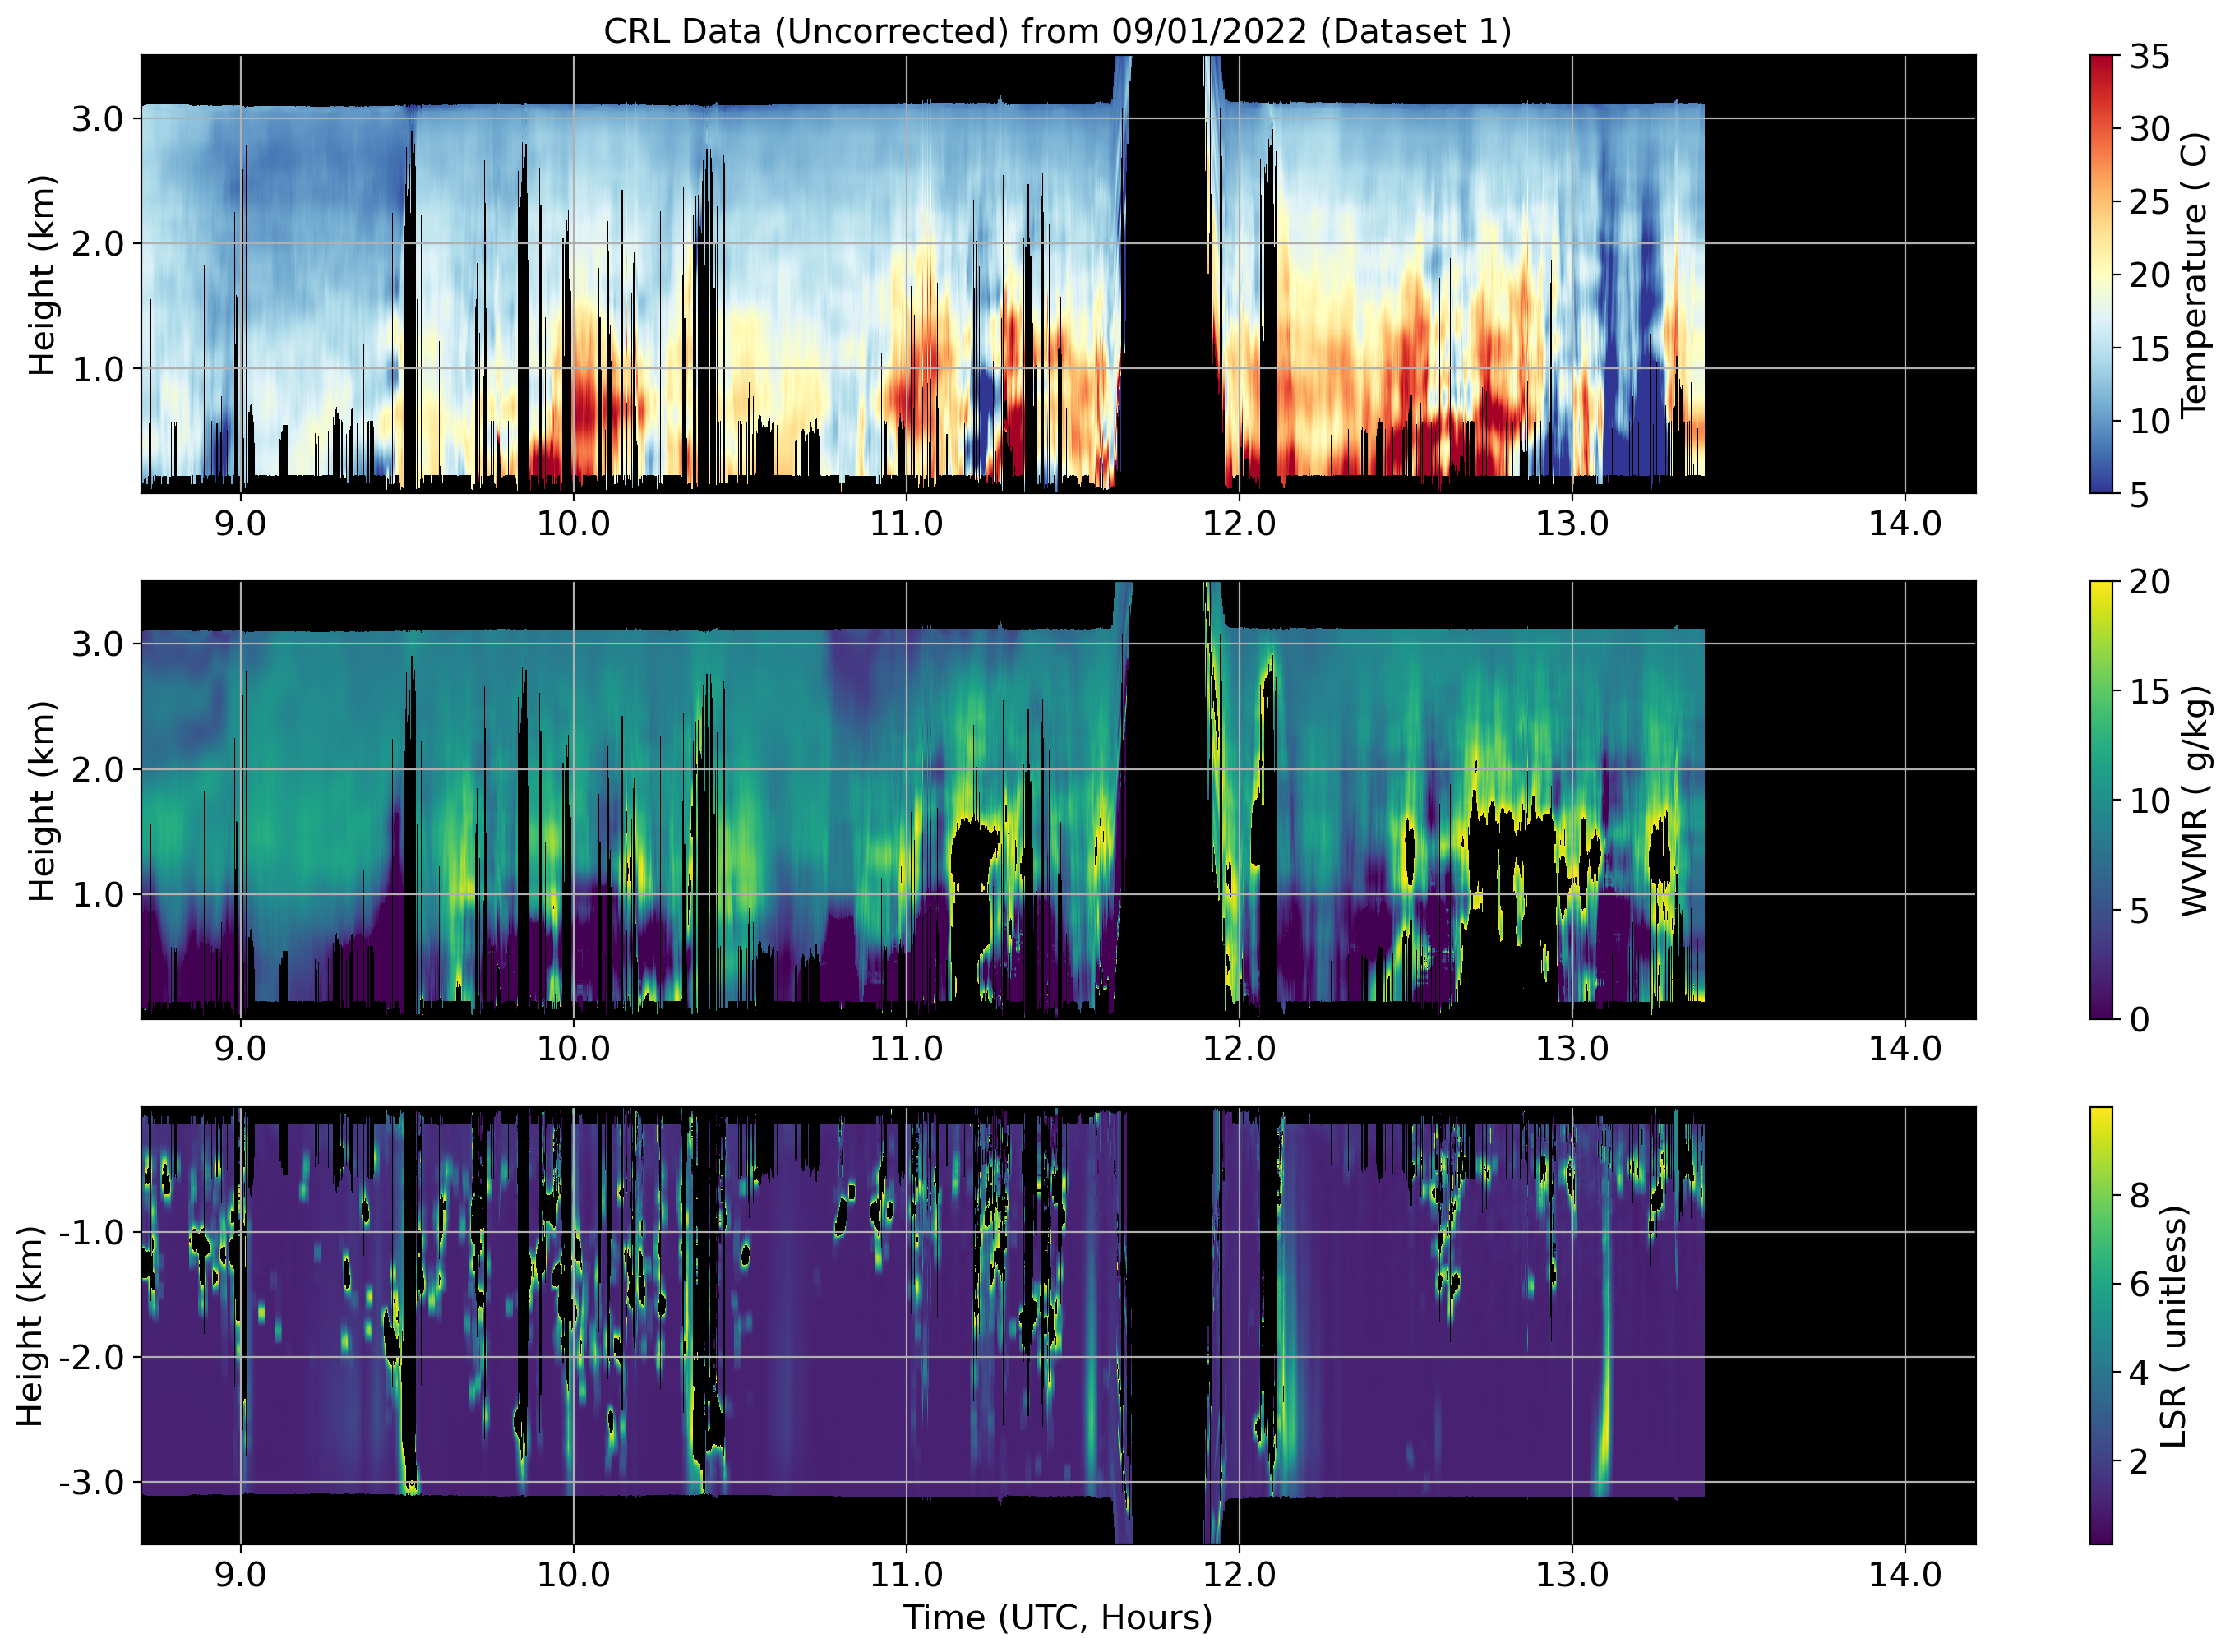 CRL Data (Uncorrected) from 09/01/2022 (Dataset 1)
Height (km)
3.0
2.0
1.0
9.0 10.0 11.0 12.0 13.0 14.0
35
30
25
20
15
10
5
Temperature ( C)
Height (km)
3.0
2.0
1.0
9.0 10.0 11.0 12.0 13.0 14.0
20
15
10
5
0
WVMR ( g/kg)
Height (km)
-1.0
-2.0
-3.0
9.0 10.0 11.0 12.0 13.0 14.0
Time (UTC, Hours)
8
6
4
2
LSR ( unitless)